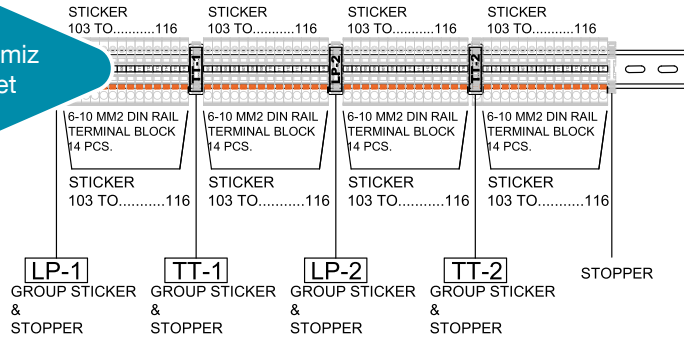 STICKER STICKER STICKER STICKER
103 TO..........116 103 TO..........116 103 TO..........116 103 TO..........116
miz
et
TT-1 LP-2 TT-2
6-10 MM2 DIN RAIL 6-10 MM2 DIN RAIL 6-10 MM2 DIN RAIL 6-10 MM2 DIN RAIL
TERMINAL BLOCK TERMINAL BLOCK TERMINAL BLOCK TERMINAL BLOCK
14 PCS. 14 PCS. 14 PCS. 14 PCS.
STICKER STICKER STICKER STICKER
103 TO...........116 103 TO...........116 103 TO...........116 103 TO...........116
LP-1 TT-1 LP-2 TT-2 STOPPER
GROUP STICKER GROUP STICKER GROUP STICKER GROUP STICKER
& & & &
STOPPER STOPPER STOPPER STOPPER